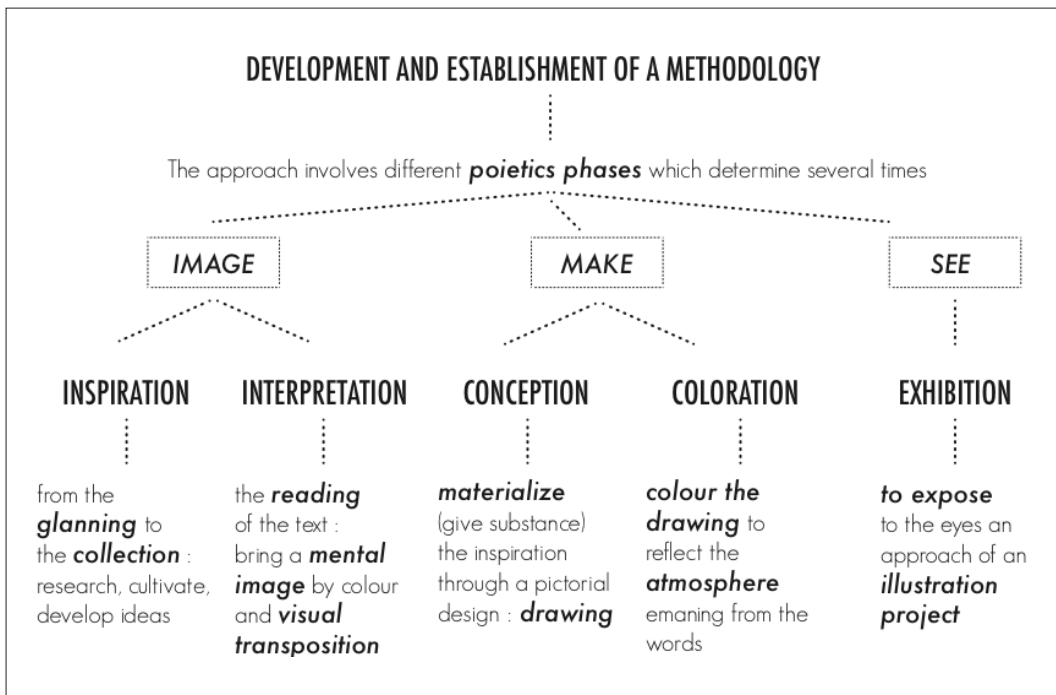 DEVELOPMENT AND ESTABLISHMENT OF A METHODOLOGY
The approach involves different poietics phases which determine several times
IMAGE
MAKE
SEE
INSPIRATION
from the
glanning to
the collection :
research, cultivate,
develop ideas
INTERPRETATION
the reading
of the text :
bring a mental
image by colour
and visual
transposition
CONCEPTION
materialize
(give substance)
the inspiration
through a pictorial
design : drawing
COLORATION
colour the
drawing to
reflect the
atmosphere
emaning from the
words
EXHIBITION
to expose
to the eyes an
approach of an
illustration
project